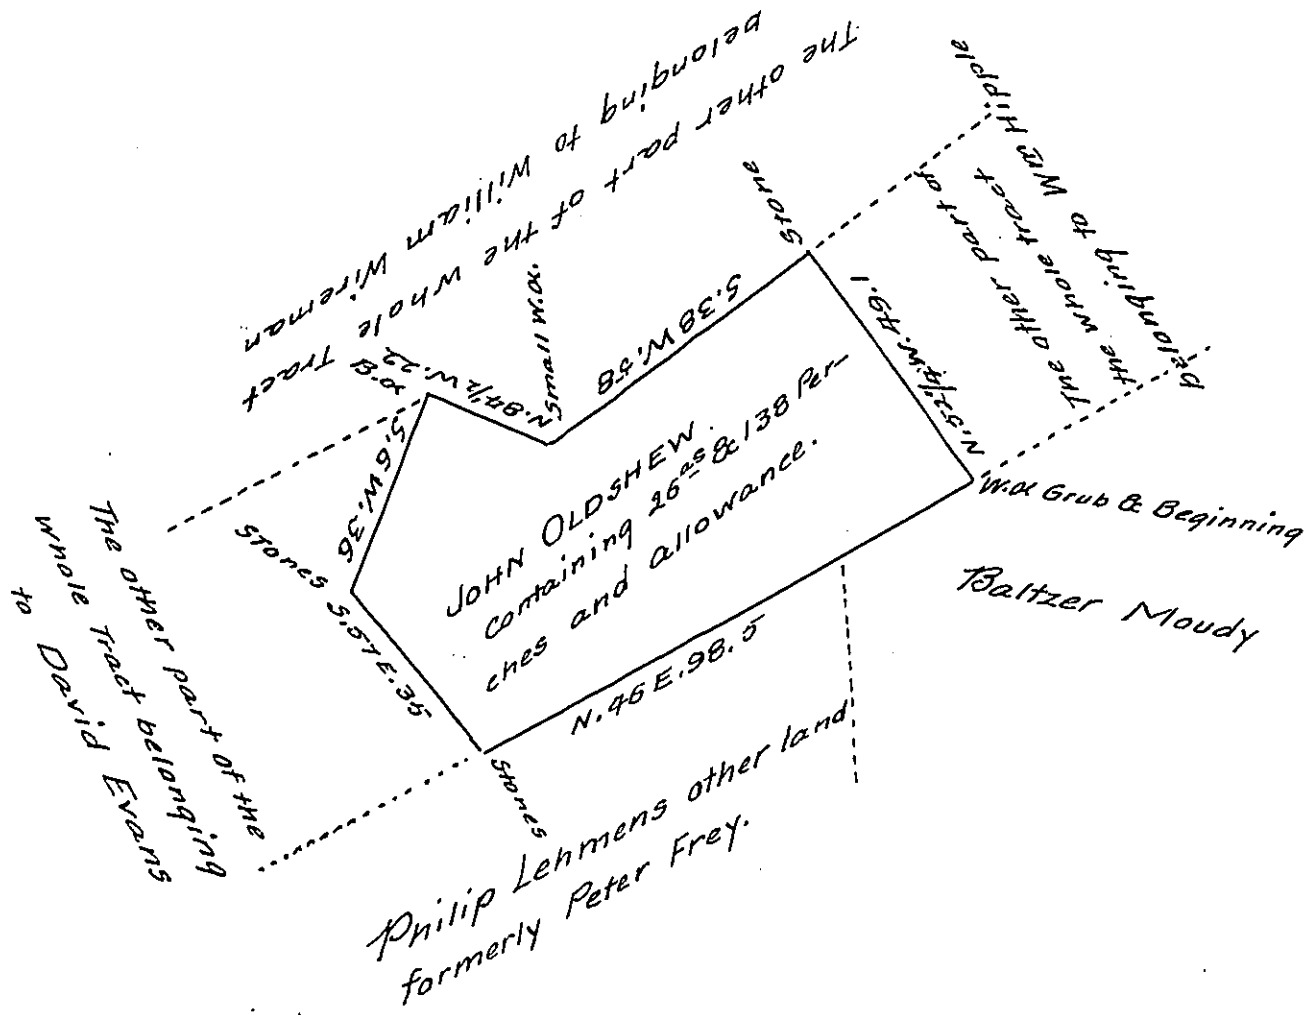 The other part of the whole Tract
belonging to William Wireman
The other part of
the whole tract
belonging to Wm Hipple
Stone
Small w.o.
S.38W.58
N.84½W.22
B.o.
S.6W.36
N.52¼W.49.1
JOHN OLDSHEW.
Containing 26as & 138 Per-
ches and allowance.
W.o Grub & Beginning
Baltzer Moudy
Stones
S.57E.35
N.46E.98.5
Stones
The other part of the
whole Tract belonging
to David Evans
Philip Lehmens other land
formerly Peter Frey.